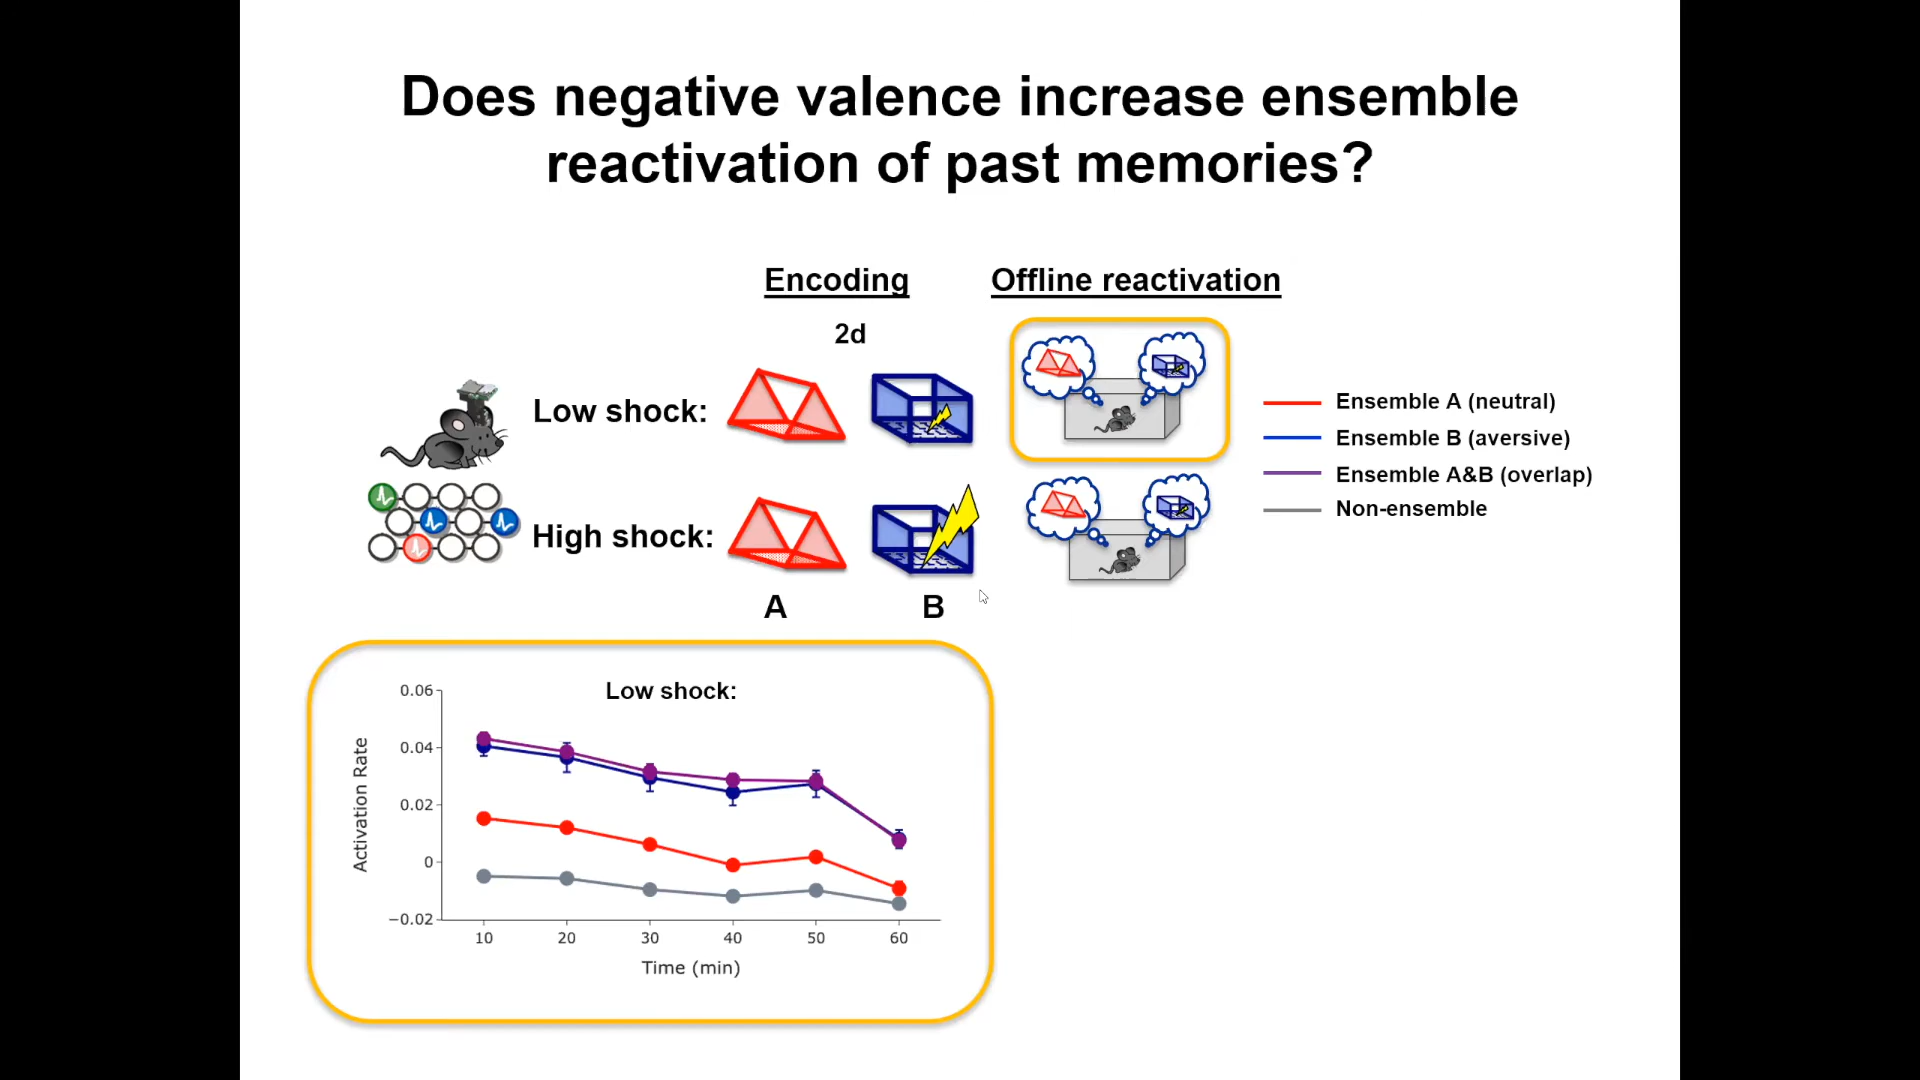 Does negative valence increase ensemble
reactivation of past memories?
Encoding
Offline reactivation
2d
Low shock:
High shock:
A
B
Ensemble A (neutral)
Ensemble B (aversive)
Ensemble A&B (overlap)
Non-ensemble
Low shock:
Activation Rate
0.06
0.04
0.02
0
−0.02
10 20 30 40 50 60
Time (min)